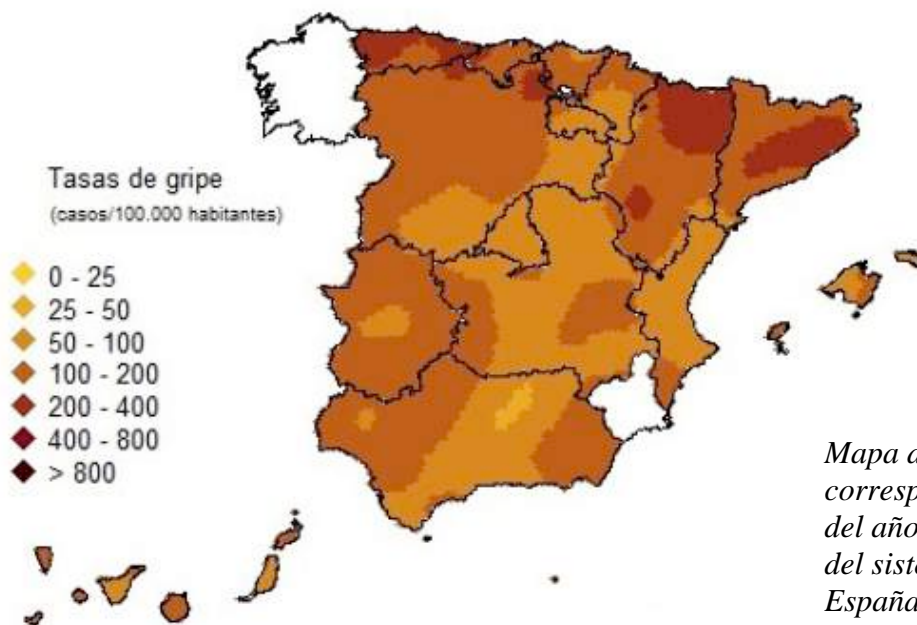 Tasas de gripe
(casos/100.000 habitantes)
0 - 25
25 - 50
50 - 100
100 - 200
200 - 400
400 - 800
> 800
Mapa
corresp
del año
del sist
España